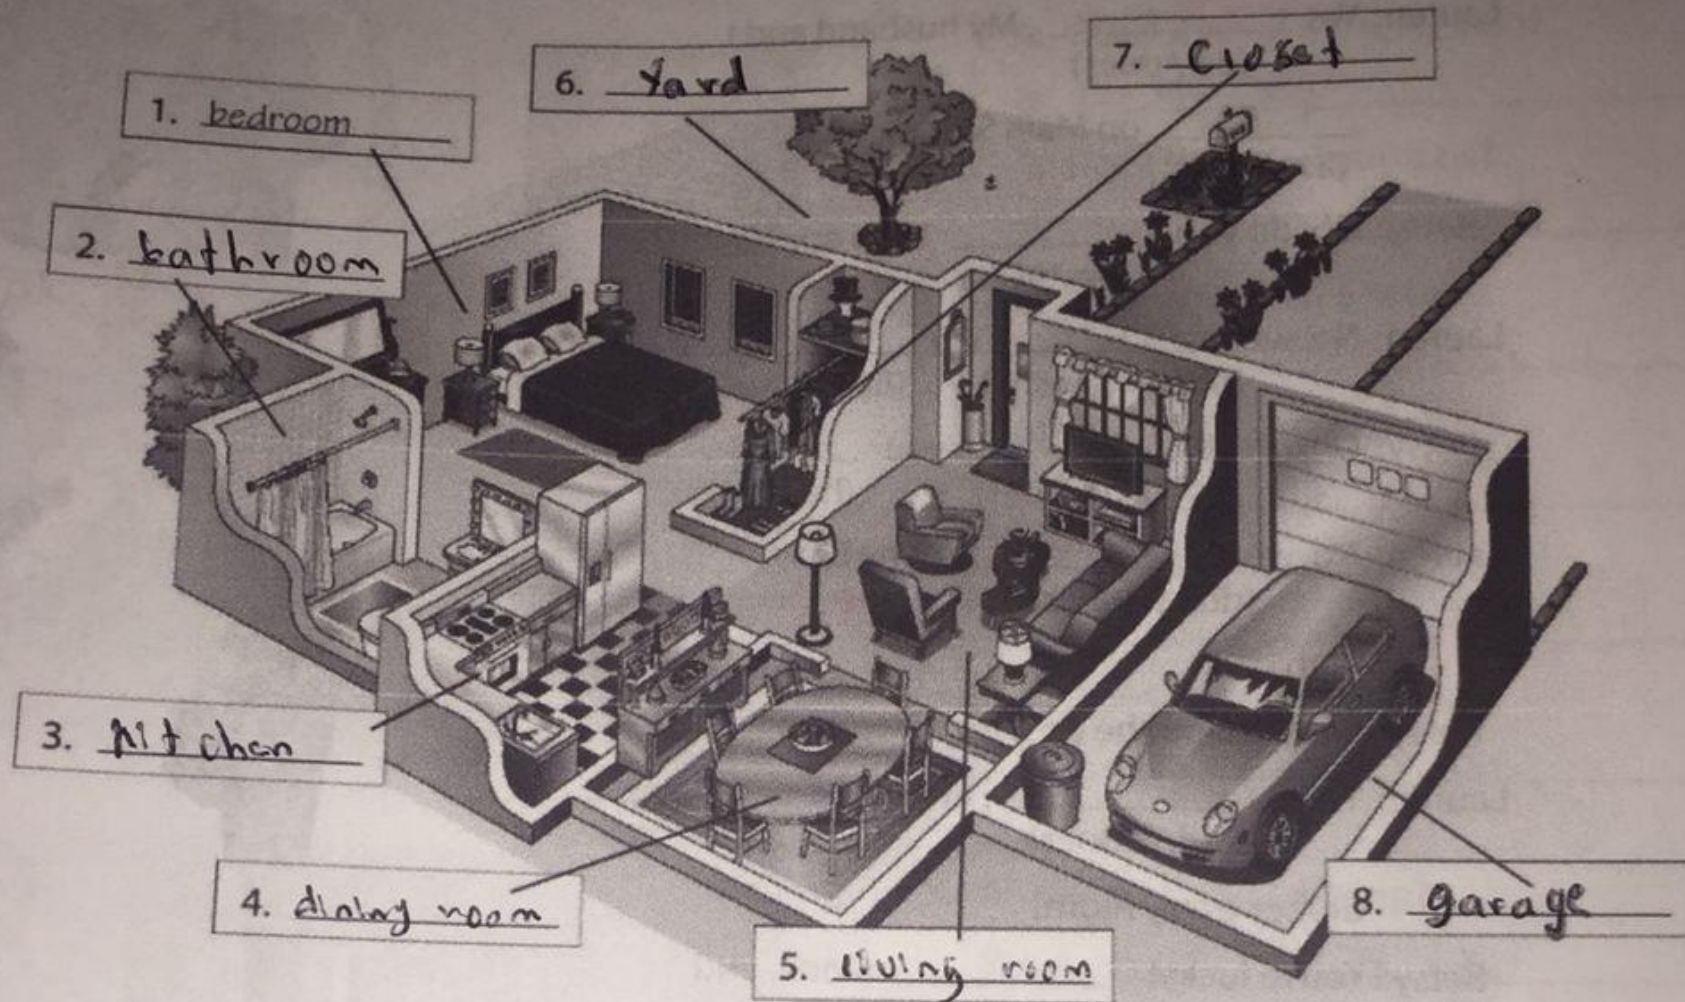 1. bedroom
2. bathroom
3. kitchen
4. dining room
5. living room
6. Yard
7. Closet
8. garage